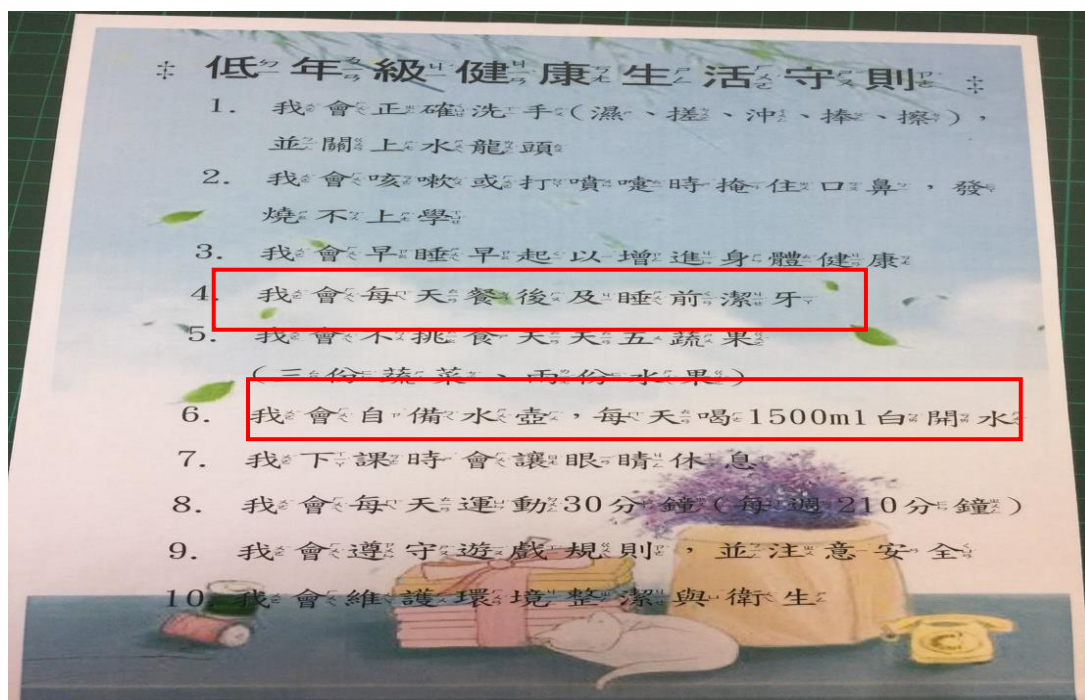 低年級健康生活守則
1. 我會正確洗手(濕、搓、沖、捧、擦),
並關上水龍頭
2. 我會咳嗽或打噴嚏時掩住口鼻,發
燒不上學
3. 我會早睡早起以增進身體健康
4. 我會每天餐後及睡前潔牙
5. 我會不挑食天天五蔬果
(三份蔬菜、兩份水果)
6. 我會自備水壺,每天喝1500ml白開水
7. 我下課時會讓眼睛休息
8. 我會每天運動30分鐘(每週210分鐘)
9. 我會遵守遊戲規則,並注意安全
10 我會維護環境整潔與衛生